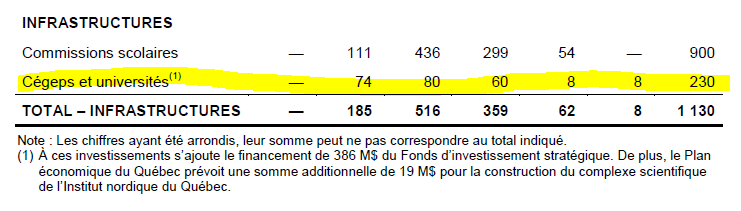 INFRASTRUCTURES
Commissions scolaires — 111 436 299 54 — 900
Cégeps et universités(1) — 74 80 60 8 8 230
TOTAL – INFRASTRUCTURES — 185 516 359 62 8 1 130
Note : Les chiffres ayant été arrondis, leur somme peut ne pas correspondre au total indiqué.
(1) À ces investissements s’ajoute le financement de 386 M$ du Fonds d’investissement stratégique. De plus, le Plan
économique du Québec prévoit une somme additionnelle de 19 M$ pour la construction du complexe scientifique
de l’Institut nordique du Québec.